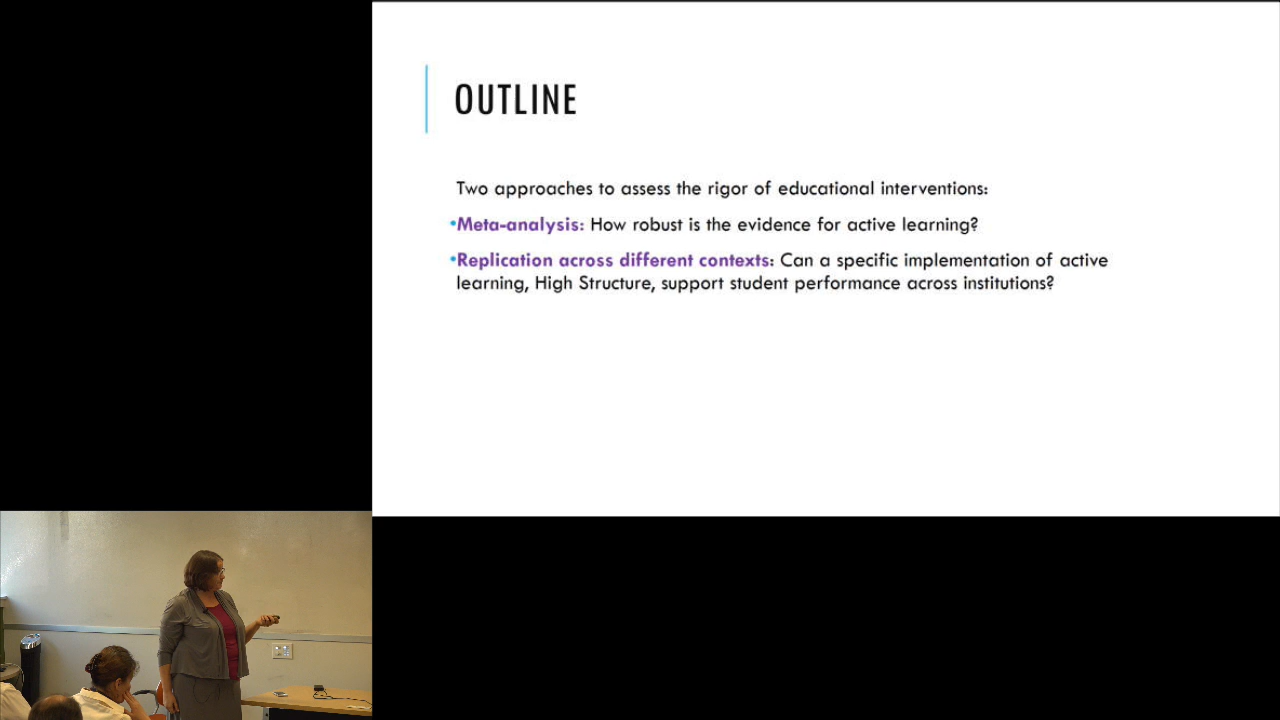 OUTLINE
Two approaches to assess the rigor of educational interventions:
•Meta-analysis: How robust is the evidence for active learning?
•Replication across different contexts: Can a specific implementation of active
learning, High Structure, support student performance across institutions?